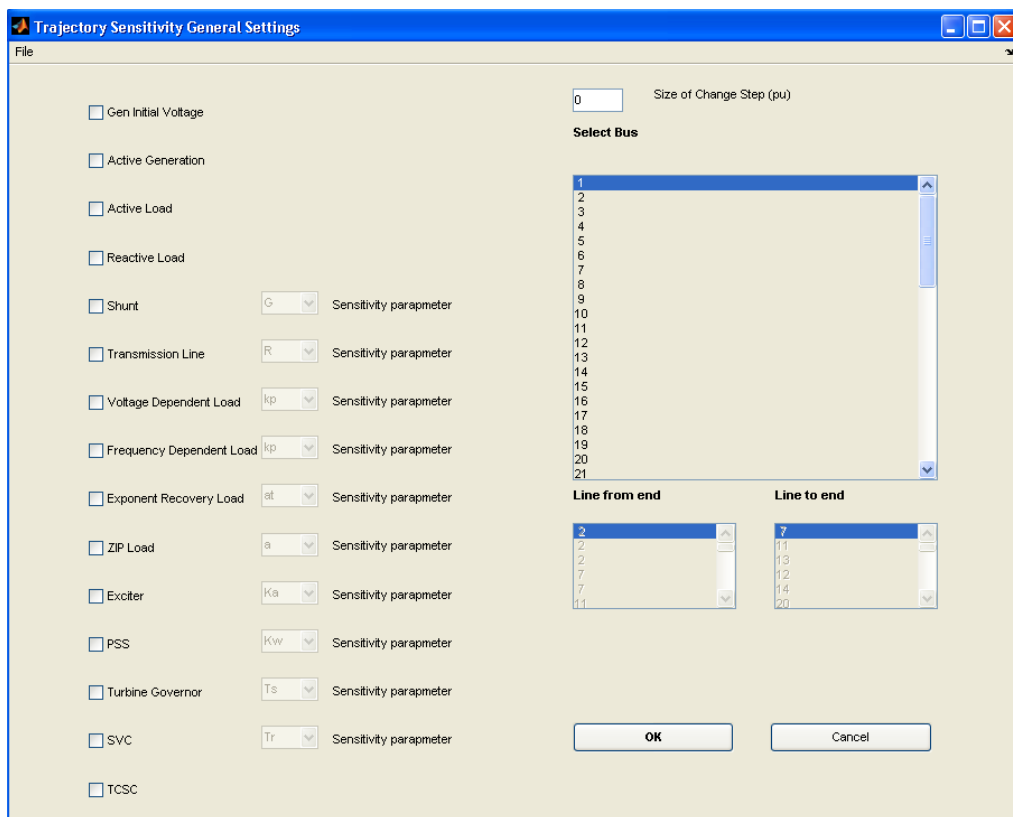 Trajectory Sensitivity General Settings
File
Gen Initial Voltage
Active Generation
Active Load
Reactive Load
Shunt G Sensitivity parapmeter
Transmission Line R Sensitivity parapmeter
Voltage Dependent Load kp Sensitivity parapmeter
Frequency Dependent Load kp Sensitivity parapmeter
Exponent Recovery Load at Sensitivity parapmeter
ZIP Load a Sensitivity parapmeter
Exciter Ka Sensitivity parapmeter
PSS Kw Sensitivity parapmeter
Turbine Governor Ts Sensitivity parapmeter
SVC Tr Sensitivity parapmeter
TCSC
0 Size of Change Step (pu)
Select Bus
1
2
3
4
5
6
7
8
9
10
11
12
13
14
15
16
17
18
19
20
21
Line from end
2
2
2
7
7
11
Line to end
7
11
13
12
14
20
OK
Cancel